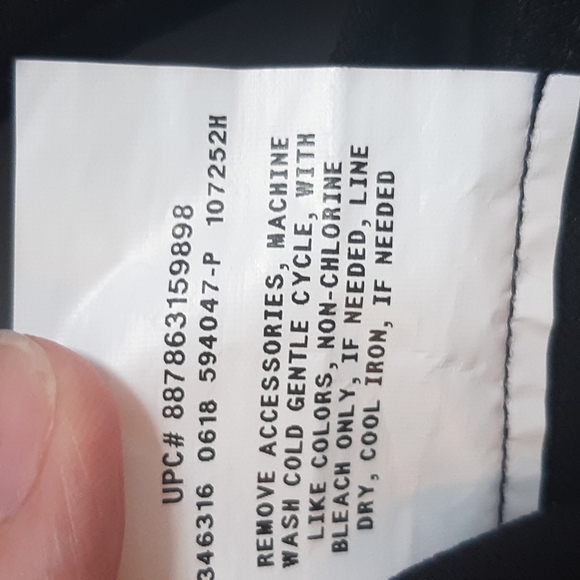 UPC# 887863159898
346316 0618 594047-P 107252H
REMOVE ACCESSORIES, MACHINE
WASH COLD GENTLE CYCLE, WITH
LIKE COLORS, NON-CHLORINE
BLEACH ONLY, IF NEEDED, LINE
DRY, COOL IRON, IF NEEDED